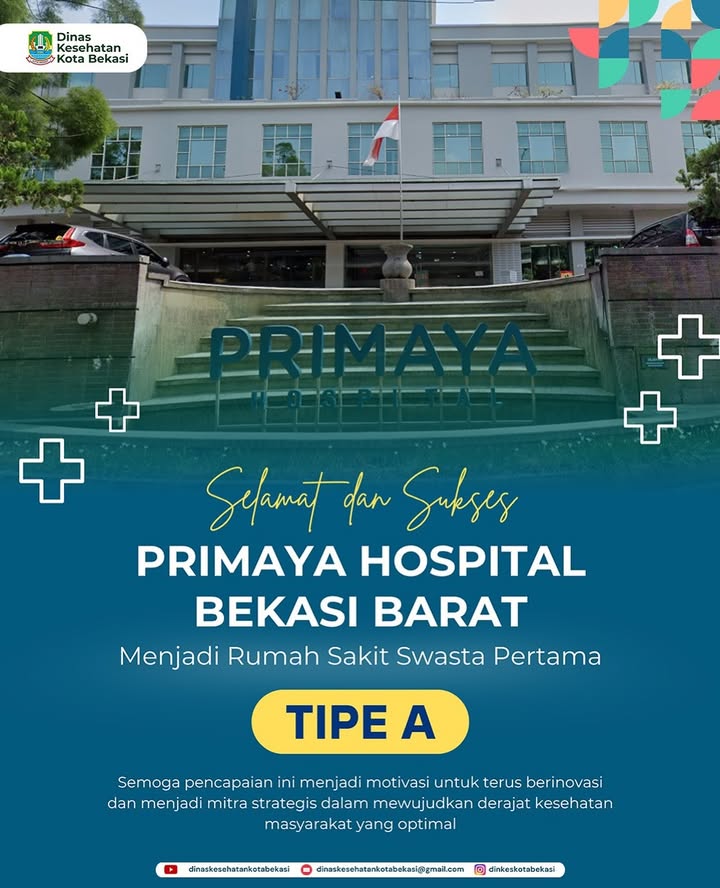 Dinas
Kesehatan
Kota Bekasi
PRIMAYA
HOSPITAL
Selamat dan Sukses
PRIMAYA HOSPITAL
BEKASI BARAT
Menjadi Rumah Sakit Swasta Pertama
TIPE A
Semoga pencapaian ini menjadi motivasi untuk terus berinovasi
dan menjadi mitra strategis dalam mewujudkan derajat kesehatan
masyarakat yang optimal
dinaskesehatankotabekasi dinaskesehatankotabekasi@gmail.com dinkeskotabekasi